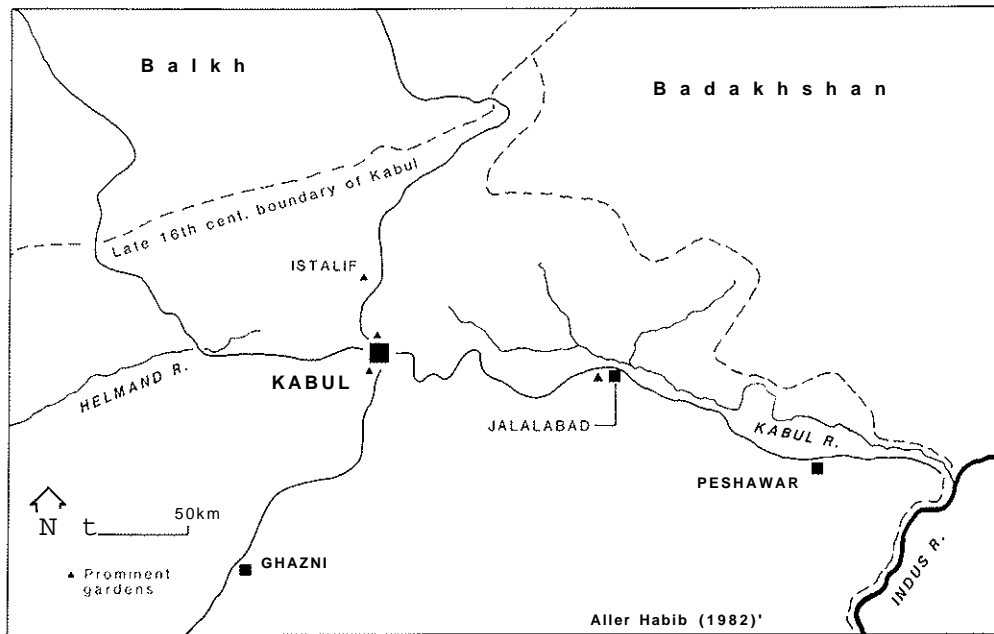 Balkh
Badakhshan
Late 16th cent. boundary of Kabul
ISTALIF
HELMAND R.
KABUL
JALALABAD
KABUL R.
PESHAWAR
INDUS R.
N t
50km
GHAZNI
▲ Prominent
gardens
Aller Habib (1982)'